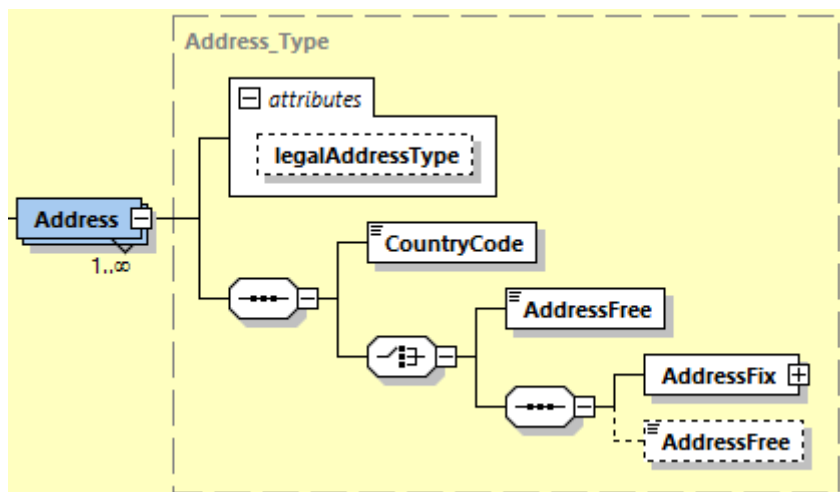 Address_Type
attributes
legalAddressType
Address
1..∞
CountryCode
AddressFree
AddressFix
AddressFree